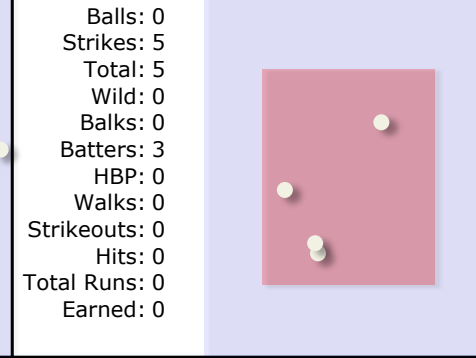 Balls: 0
Strikes: 5
Total: 5
Wild: 0
Balks: 0
Batters: 3
HBP: 0
Walks: 0
Strikeouts: 0
Hits: 0
Total Runs: 0
Earned: 0